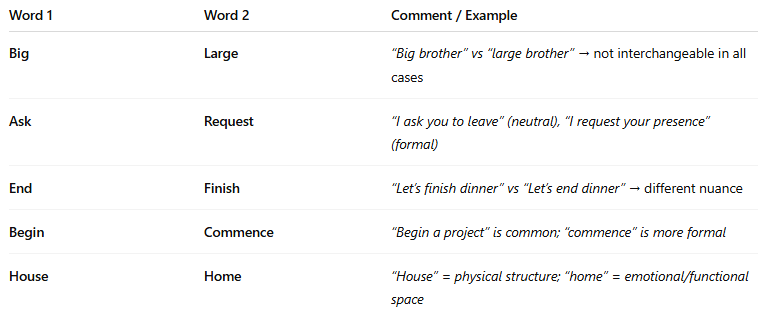 Word 1 Word 2 Comment / Example
Big Large “Big brother” vs “large brother” → not interchangeable in all
cases
Ask Request “I ask you to leave” (neutral), “I request your presence”
(formal)
End Finish “Let’s finish dinner” vs “Let’s end dinner” → different nuance
Begin Commence “Begin a project” is common; “commence” is more formal
House Home “House” = physical structure; “home” = emotional/functional
space